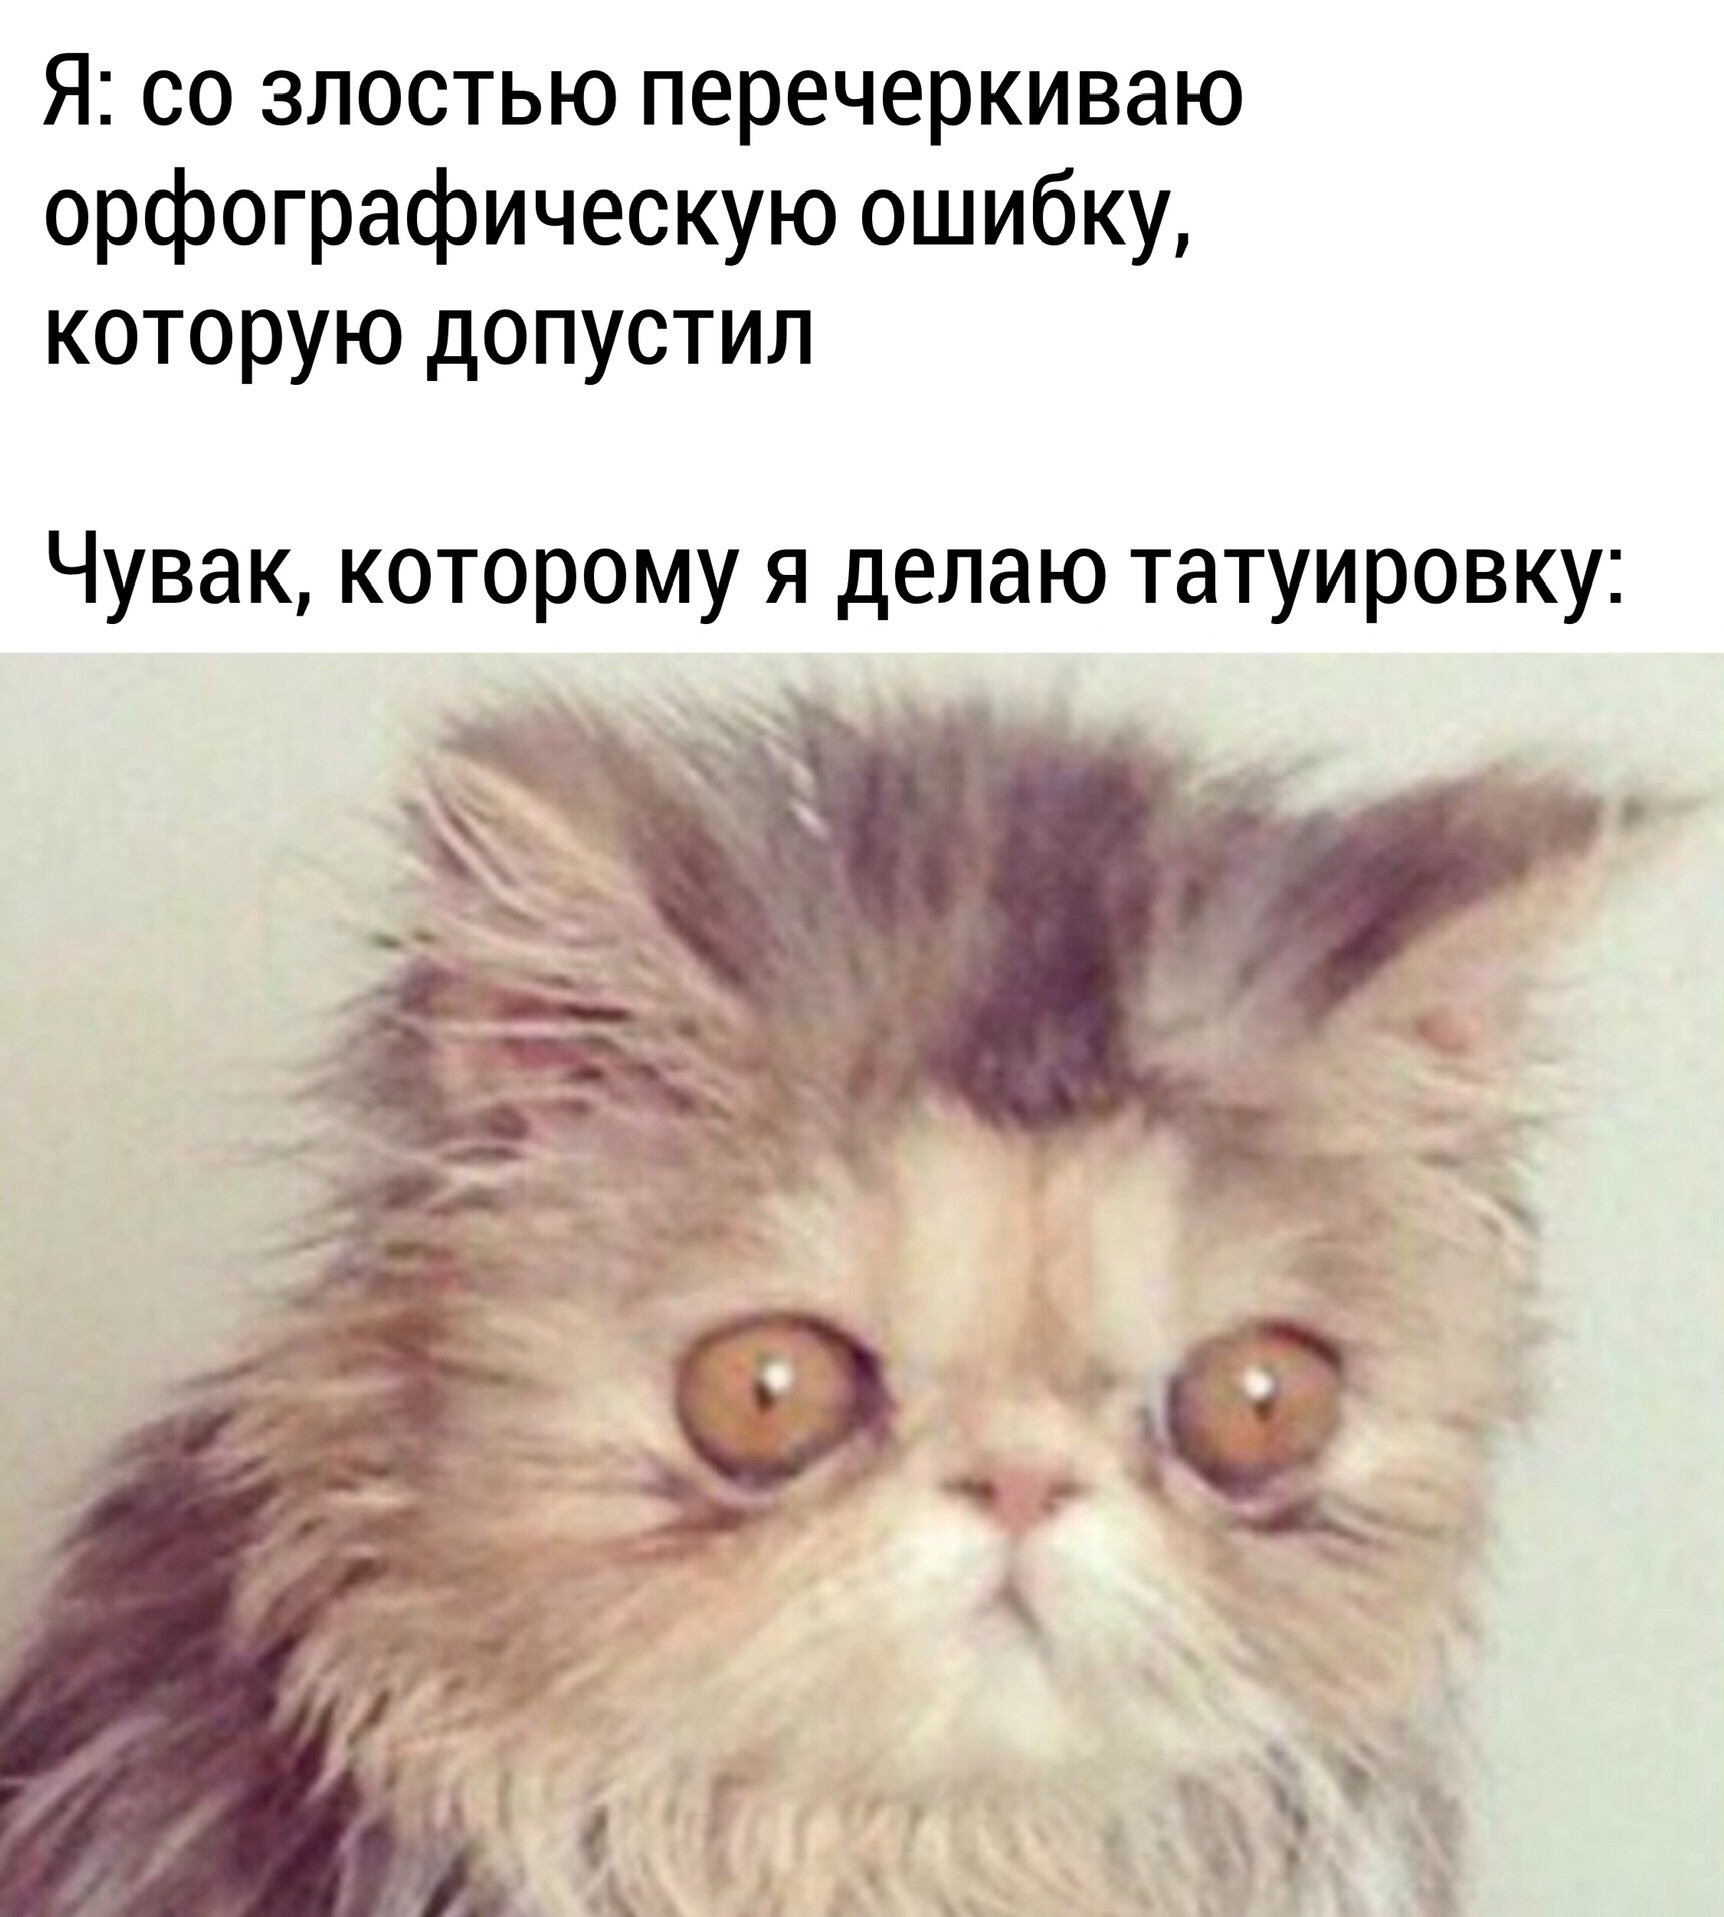 Я: со злостью перечеркиваю
орфографическую ошибку,
которую допустил
Чувак, которому я делаю татуировку: